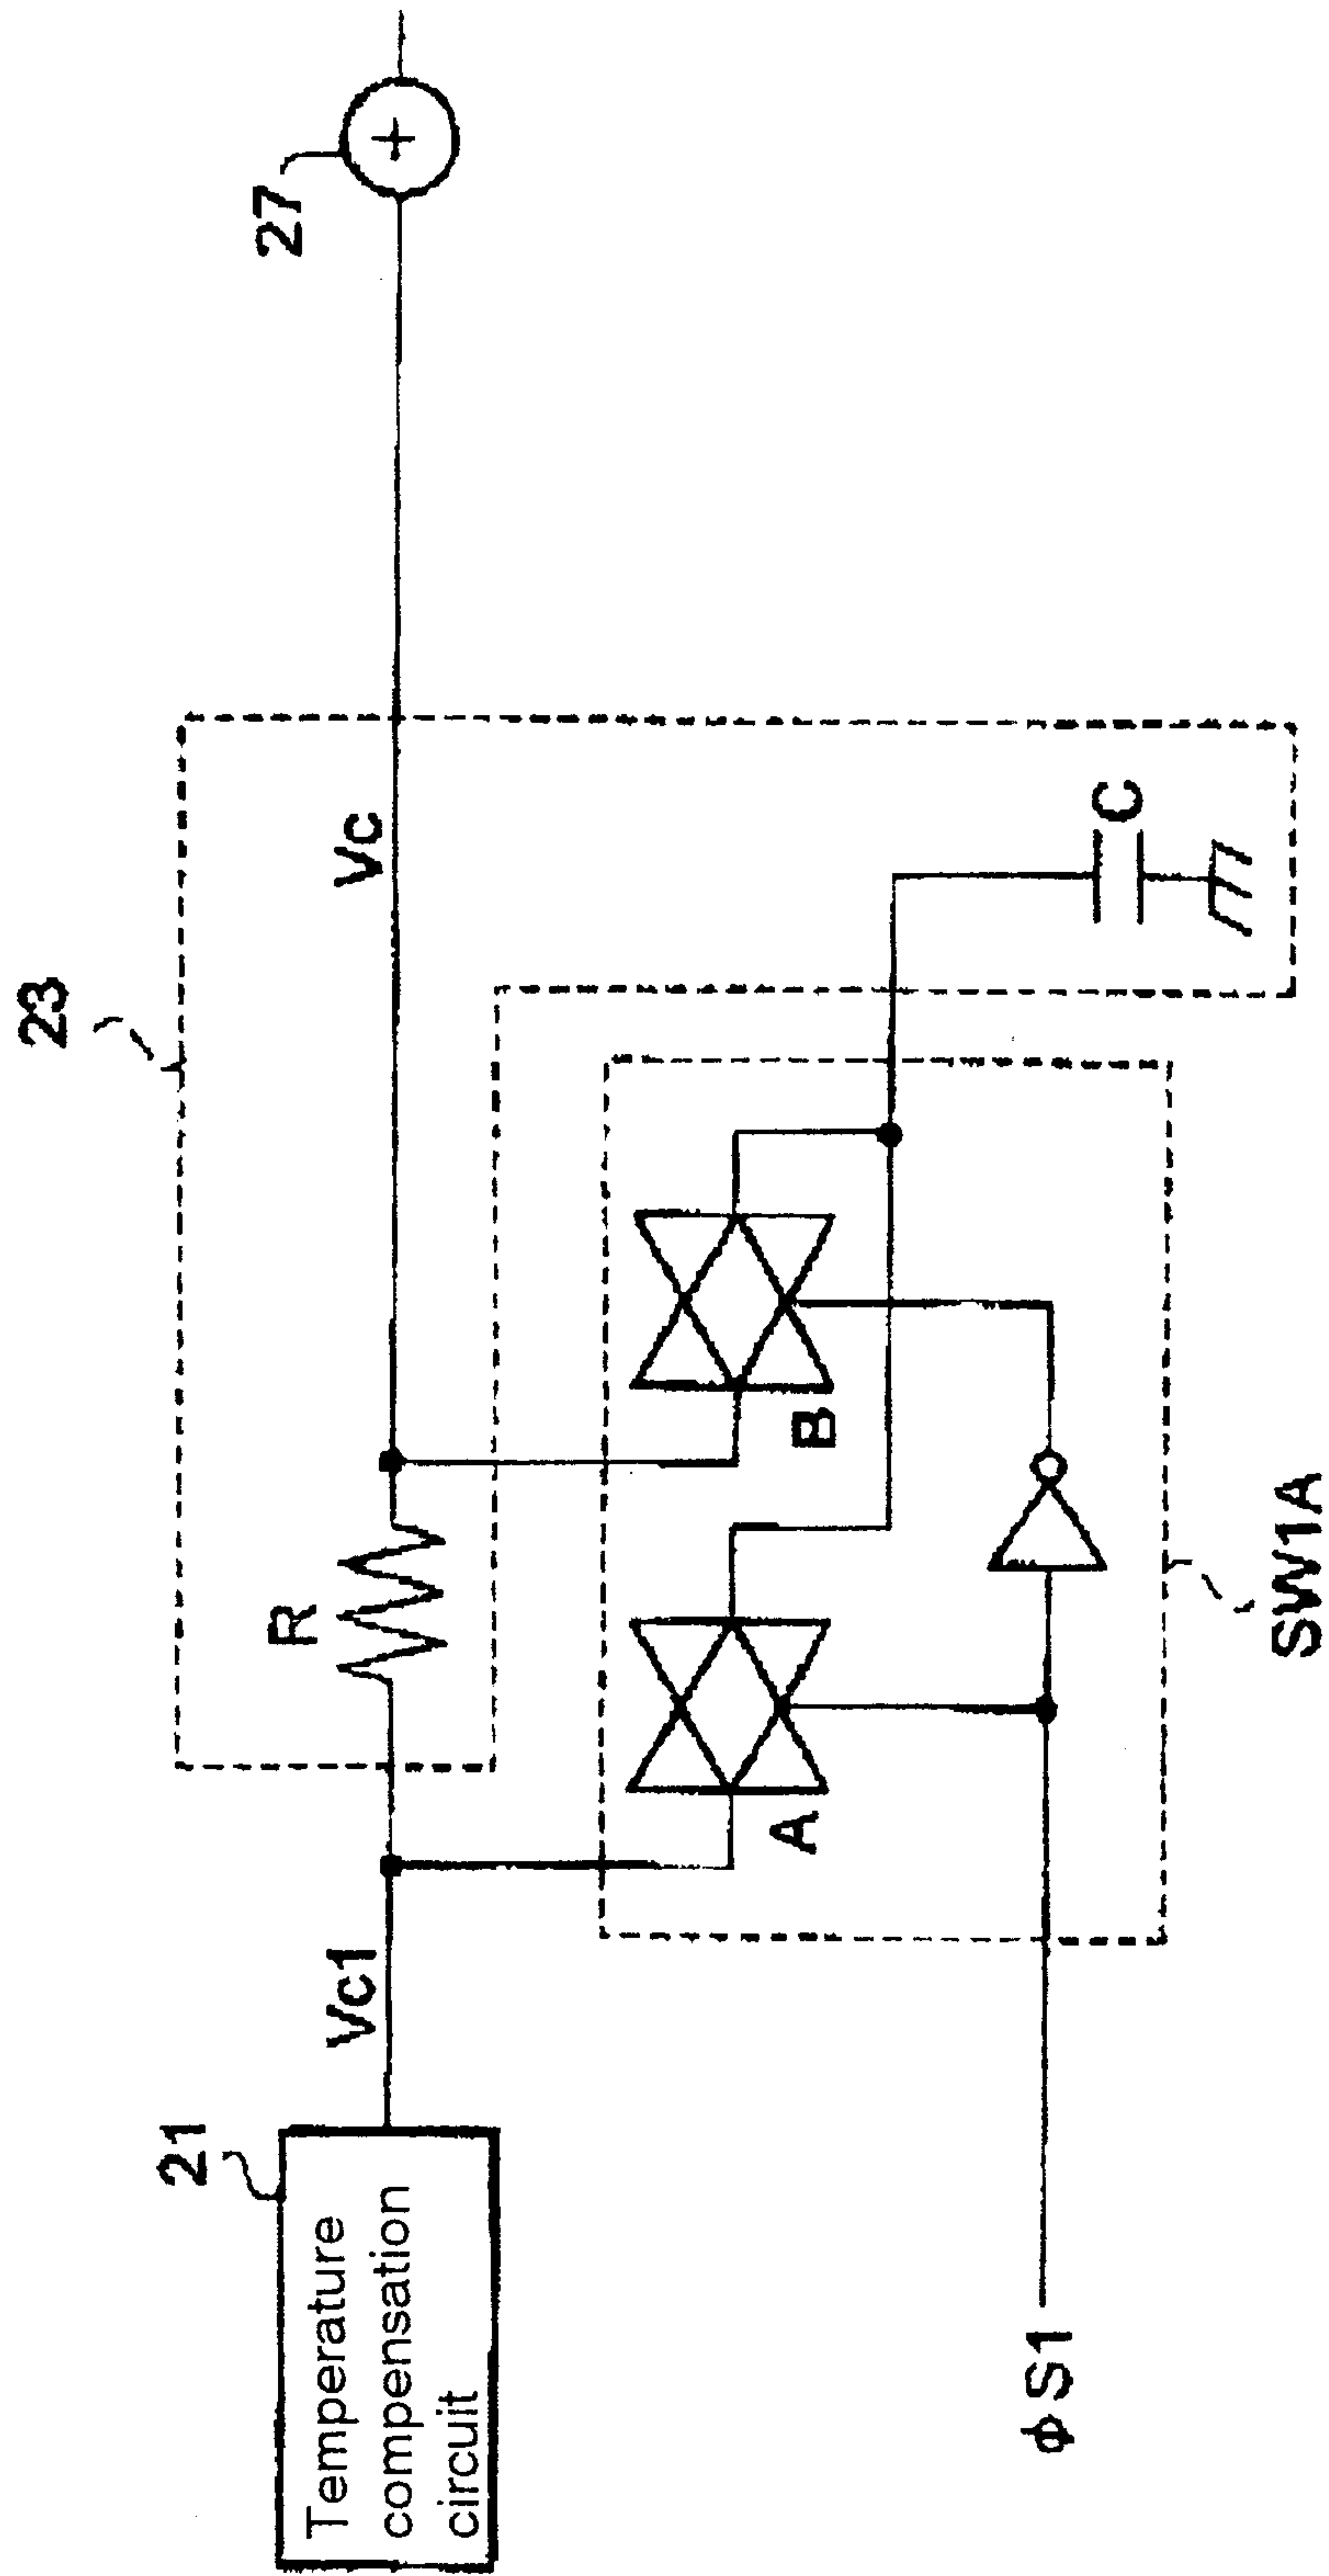 21
Temperature
compensation
circuit
Vc1
R
23
Vc
27
+
A
B
C
φS1
SW1A